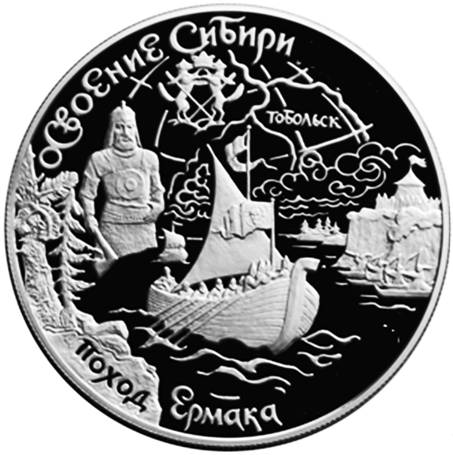 Освоение Сибири
Тобольск
поход
Ермака